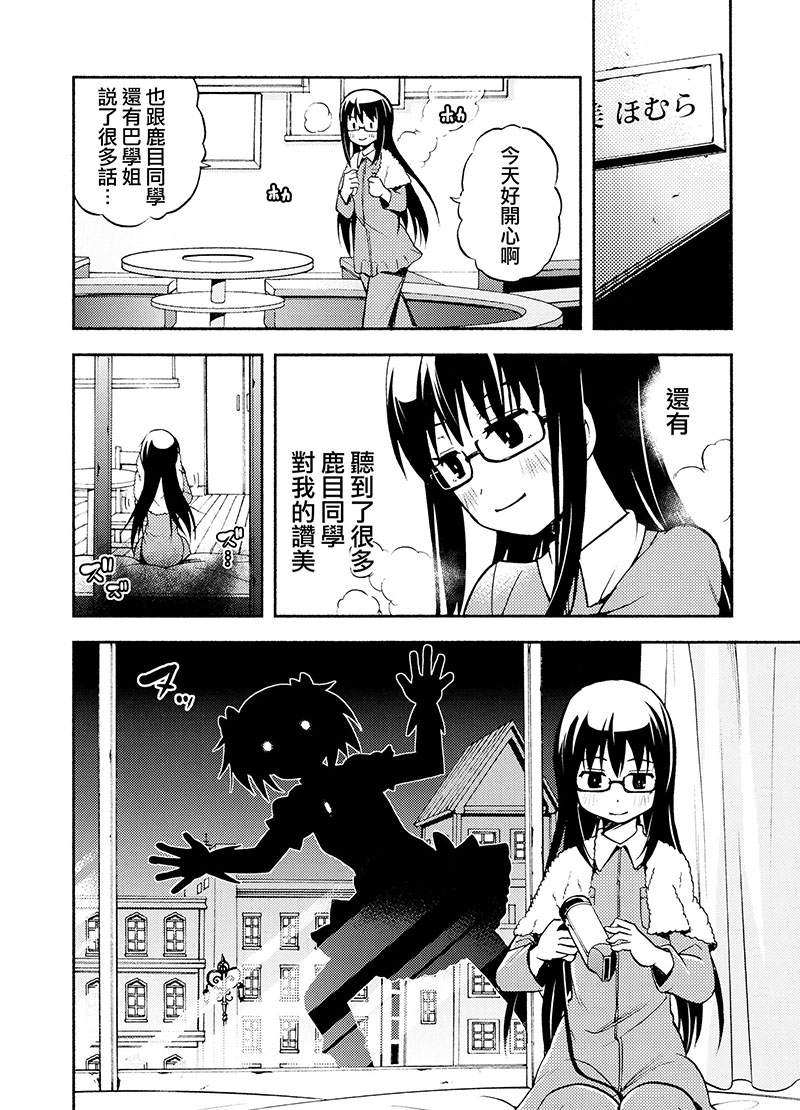 美 ほむら
今天好開心啊
ホカ
ホカ
也跟鹿目同學
還有巴學姐
說了很多話…
還有
聽到了很多
鹿目同學
對我的讚美
ズズ
ズズ